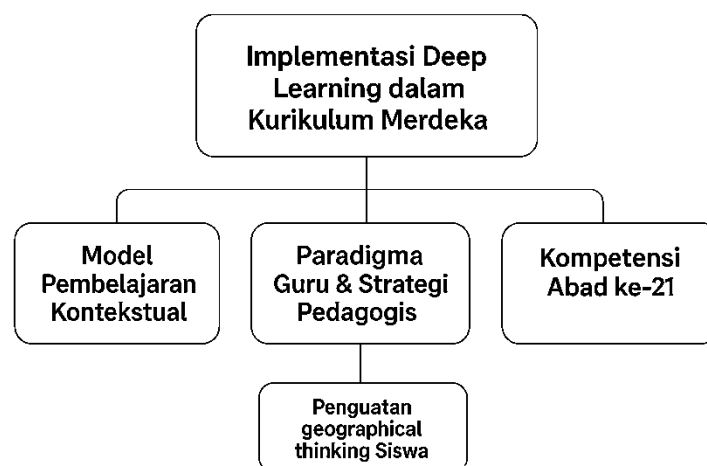 Implementasi Deep
Learning dalam
Kurikulum Merdeka
Model
Pembelajaran
Kontekstual
Paradigma
Guru & Strategi
Pedagogis
Kompetensi
Abad ke-21
Penguatan
geographical
thinking Siswa